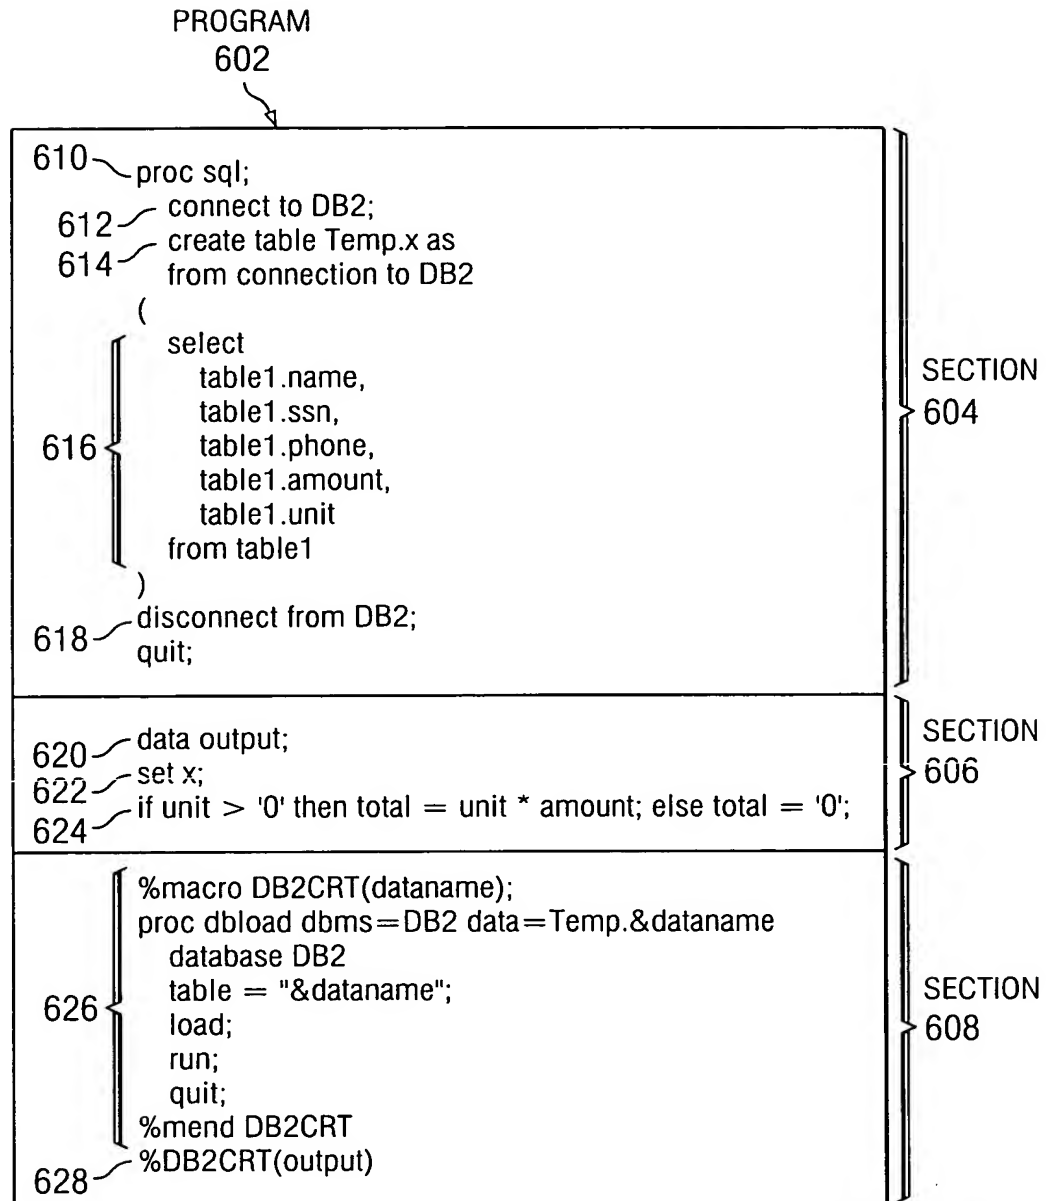 PROGRAM
602
610 proc sql;
612 connect to DB2;
614 create table Temp.x as
from connection to DB2
(
select
table1.name,
table1.ssn,
616 table1.phone,
table1.amount,
table1.unit
from table1
)
618 disconnect from DB2;
quit;
SECTION
604
620 data output;
622 set x;
624 if unit > '0' then total = unit * amount; else total = '0';
SECTION
606
%macro DB2CRT(dataname);
proc dbload dbms=DB2 data=Temp.&dataname
database DB2
table = "&dataname";
626 load;
run;
quit;
%mend DB2CRT
628 %DB2CRT(output)
SECTION
608